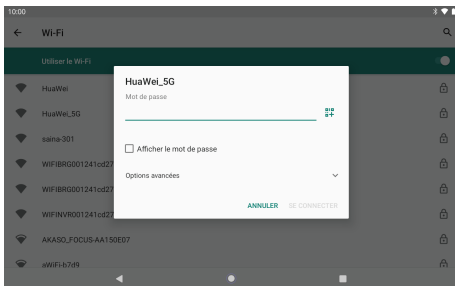 10:00
Wi-Fi
Utiliser le Wi-Fi
HuaWei
HuaWei_5G
saina-301
WIFIBRG001241cd27
WIFIBRG001241cd27
WIFINVR001241cd27
AKASO_FOCUS-AA150E07
aWiFi-b7d9
HuaWei_5G
Mot de passe
Afficher le mot de passe
Options avancées
ANNULER SE CONNECTER